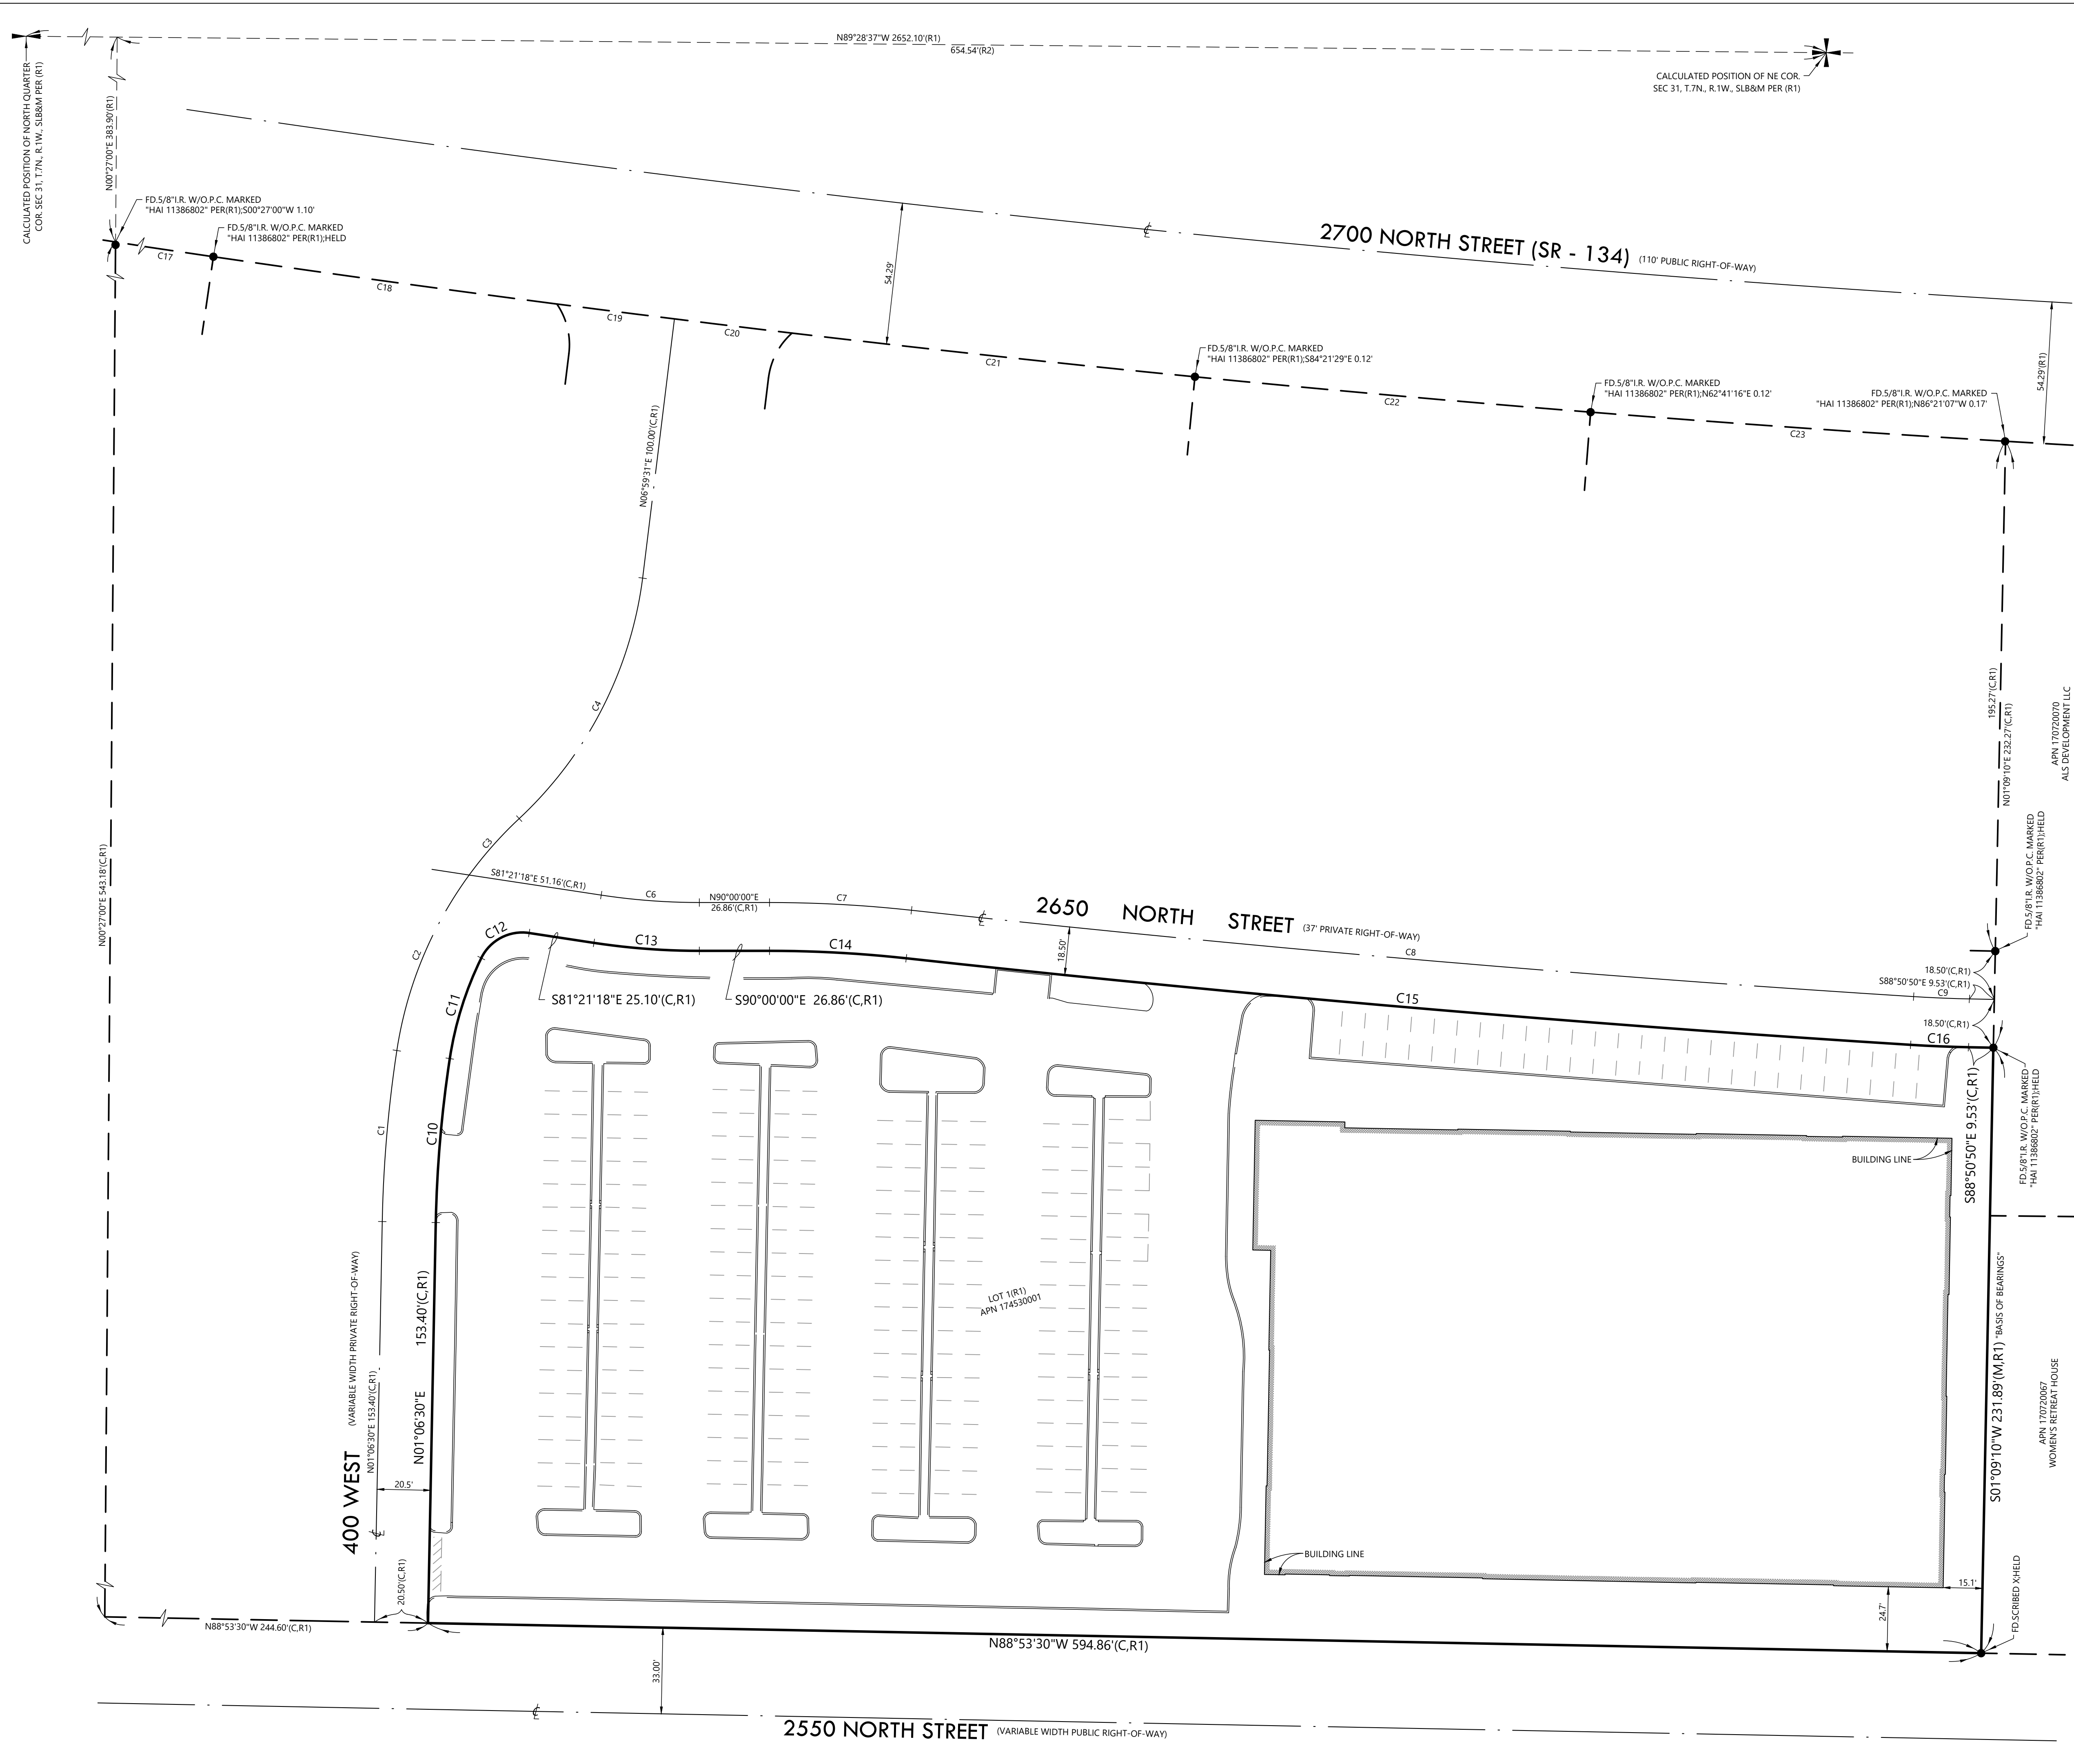 N89°28'37"W 2652.10'(R1)
654.54'(R2)
CALCULATED POSITION OF NORTH QUARTER
COR. SEC 31, T.7N., R.1W., SLB&M PER (R1)
N00°27'00"E 383.90'(R1)
CALCULATED POSITION OF NE COR.
SEC 31, T.7N., R.1W., SLB&M PER (R1)
FD.5/8"I.R. W/O.P.C. MARKED
"HAI 11386802" PER(R1);S00°27'00"W 1.10'
FD.5/8"I.R. W/O.P.C. MARKED
"HAI 11386802" PER(R1);HELD
C17
C18
C19
C20
C21
C22
C23
54.29'
℄
2700 NORTH STREET (SR - 134) (110' PUBLIC RIGHT-OF-WAY)
54.29'(R1)
FD.5/8"I.R. W/O.P.C. MARKED
"HAI 11386802" PER(R1);S84°21'29"E 0.12'
FD.5/8"I.R. W/O.P.C. MARKED
"HAI 11386802" PER(R1);N62°41'16"E 0.12'
FD.5/8"I.R. W/O.P.C. MARKED
"HAI 11386802" PER(R1);N86°21'07"W 0.17'
N06°59'31"E 100.00'(C,R1)
C4
C3
C2
C1
195.27'(C,R1)
N01°09'10"E 232.27'(C,R1)
APN 170720070
ALS DEVELOPMENT LLC
FD.5/8"I.R. W/O.P.C. MARKED
"HAI 11386802" PER(R1);HELD
N00°27'00"E 543.18'(C,R1)
S81°21'18"E 51.16'(C,R1)
C6
N90°00'00"E
26.86'(C,R1)
C7
℄
2650 NORTH STREET (37' PRIVATE RIGHT-OF-WAY)
C8
18.50'
18.50'(C,R1)
S88°50'50"E 9.53'(C,R1)
C9
18.50'(C,R1)
C12
C13
C14
C15
C16
C11
C10
S81°21'18"E 25.10'(C,R1)
S90°00'00"E 26.86'(C,R1)
FD.5/8"I.R. W/O.P.C. MARKED
"HAI 11386802" PER(R1);HELD
S88°50'50"E 9.53'(C,R1)
BUILDING LINE
LOT 1(R1)
APN 174530001
400 WEST (VARIABLE WIDTH PRIVATE RIGHT-OF-WAY)
N01°06'30"E 153.40'(C,R1)
N01°06'30"E 153.40'(C,R1)
20.5'
℄
20.50'(C,R1)
S01°09'10"W 231.89'(M,R1) "BASIS OF BEARINGS"
APN 170720067
WOMEN'S RETREAT HOUSE
BUILDING LINE
15.1'
24.7'
FD.SCRIBED X;HELD
N88°53'30"W 244.60'(C,R1)
N88°53'30"W 594.86'(C,R1)
33.00'
℄
2550 NORTH STREET (VARIABLE WIDTH PUBLIC RIGHT-OF-WAY)